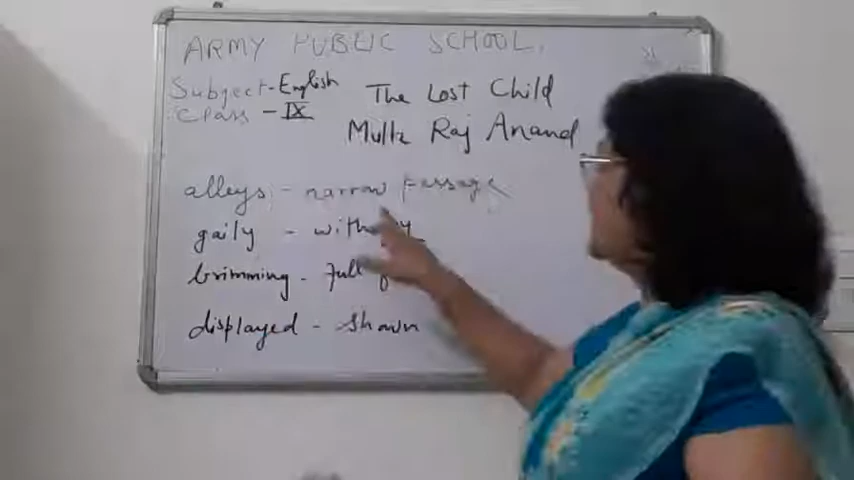 ARMY PUBLIC SCHOOL.
Subject-English The Lost Child
Class - IX Mulk Raj Anand
alleys - narrow passage
gaily - with
brimming - Full
displayed - shown